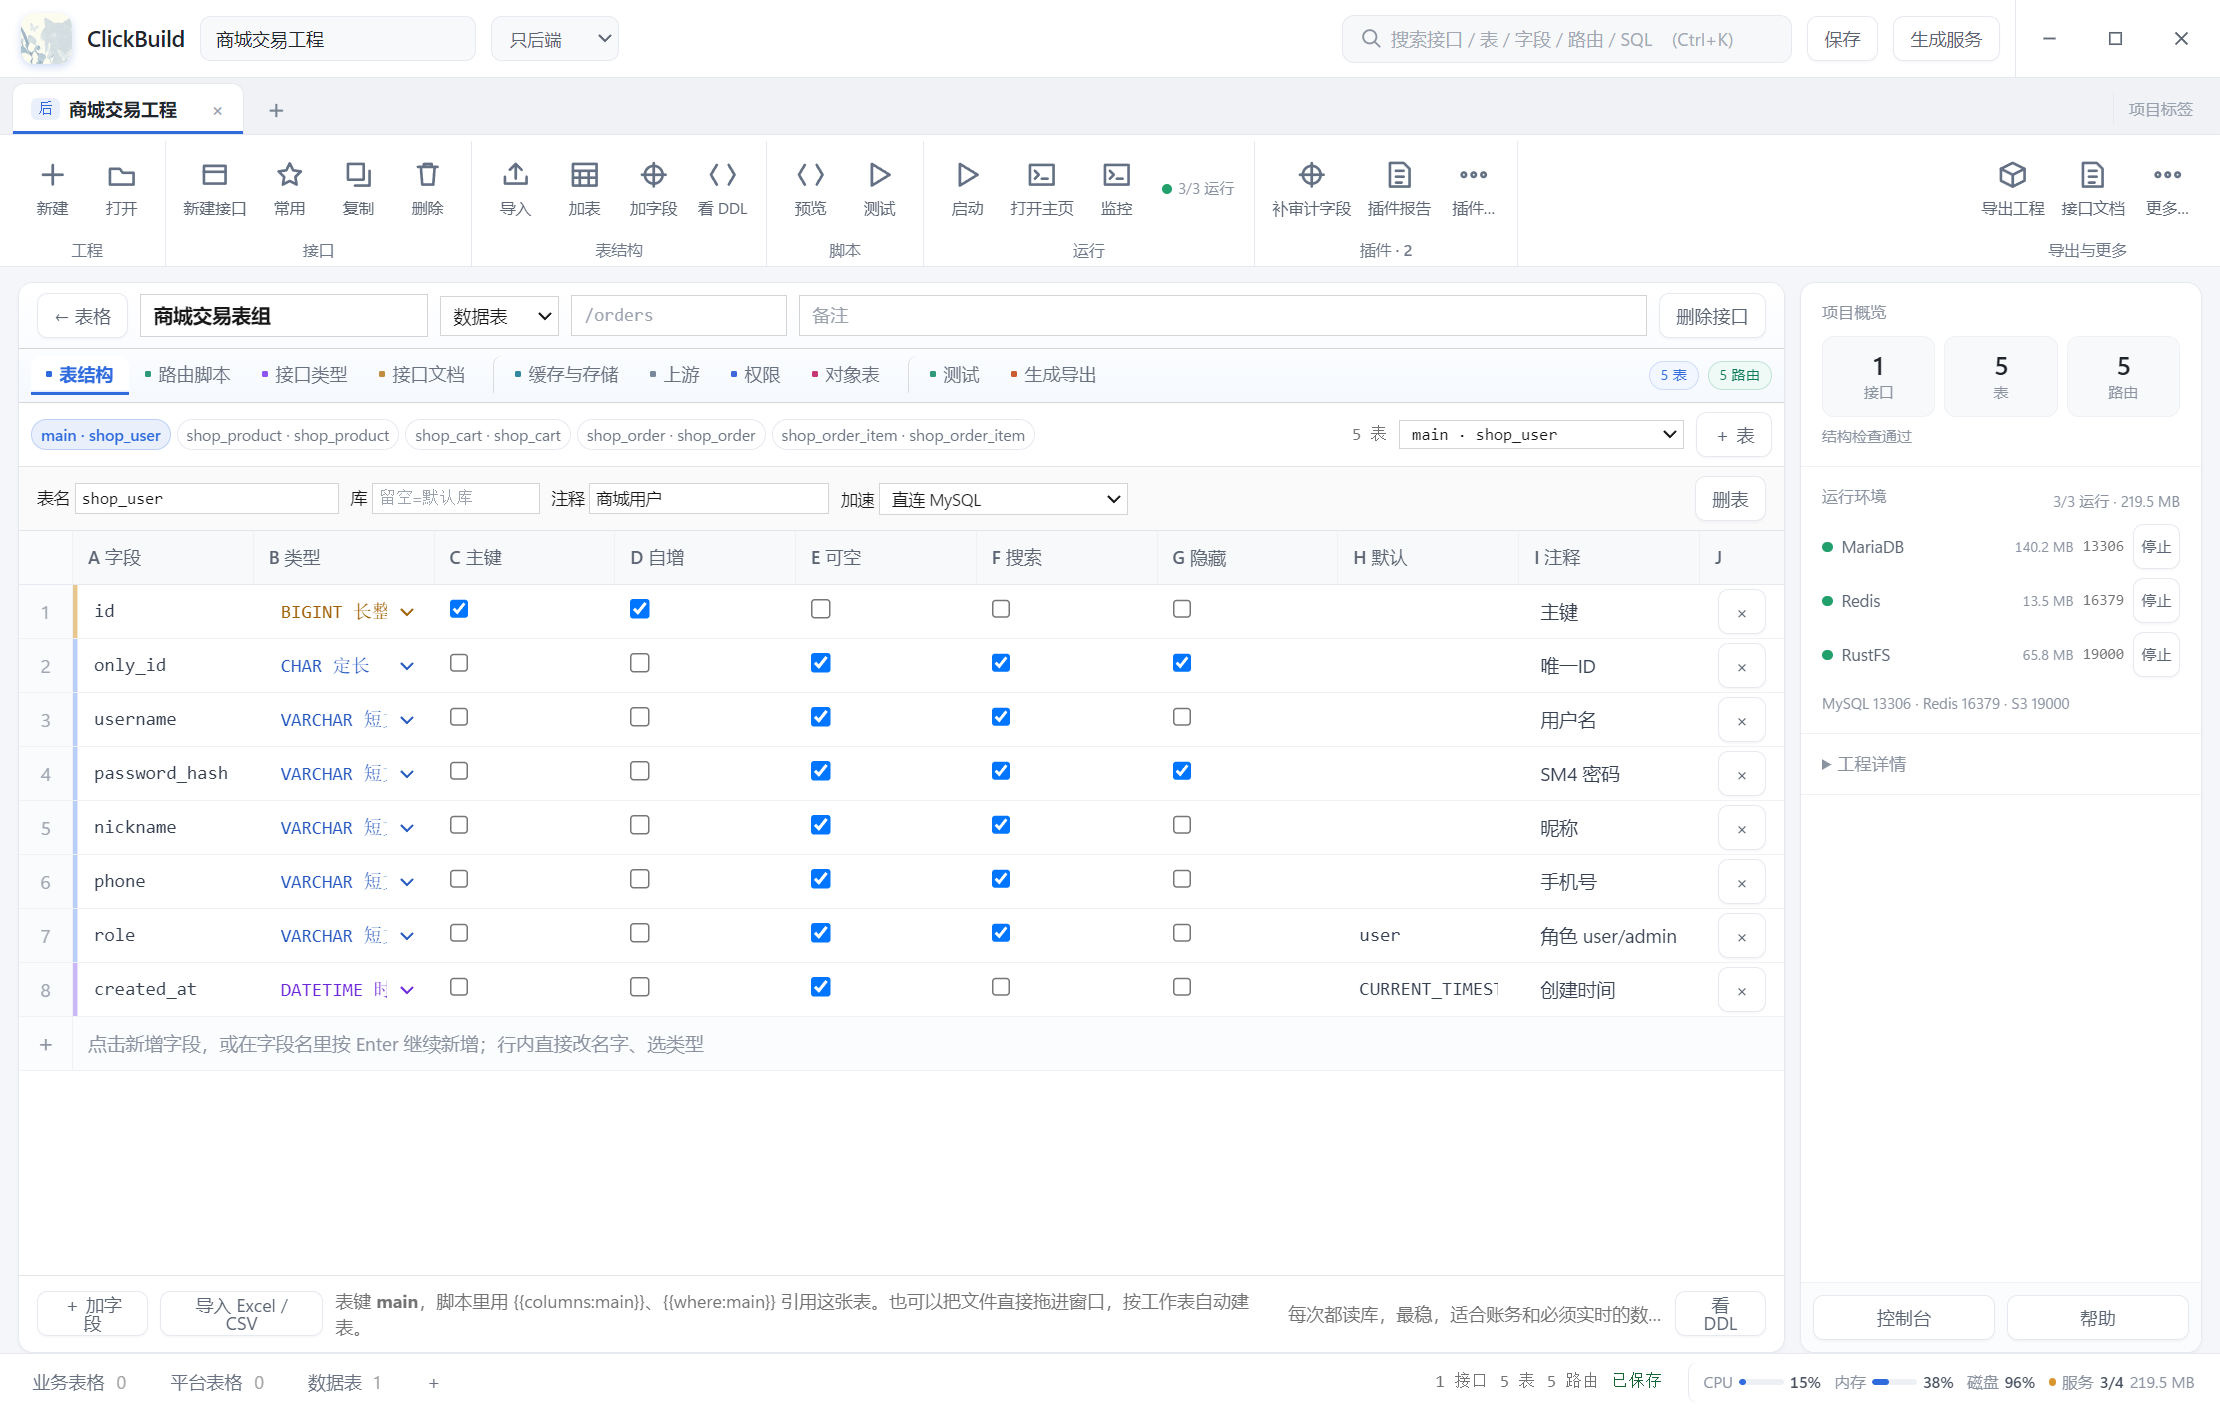 ClickBuild 商城交易工程 只后端 搜索接口 / 表 / 字段 / 路由 / SQL (Ctrl+K) 保存 生成服务
后 商城交易工程 × + 项目标签
新建 打开 新建接口 常用 复制 删除 导入 加表 加字段 看 DDL 预览 测试 启动 打开主页 监控 3/3 运行 补审计字段 插件报告 插件... 导出工程 接口文档 更多...
工程 接口 表结构 脚本 运行 插件 · 2 导出与更多
← 表格 商城交易表组 数据表 /orders 备注 删除接口
表结构 路由脚本 接口类型 接口文档 缓存与存储 上游 权限 对象表 测试 生成导出 5 表 5 路由
main · shop_user shop_product · shop_product shop_cart · shop_cart shop_order · shop_order shop_order_item · shop_order_item 5 表 main · shop_user + 表
表名 shop_user 库 留空=默认库 注释 商城用户 加速 直连 MySQL 删表
A 字段 B 类型 C 主键 D 自增 E 可空 F 搜索 G 隐藏 H 默认 I 注释 J
1 id BIGINT 长整 主键 ×
2 only_id CHAR 定长 唯一ID ×
3 username VARCHAR 短 用户名 ×
4 password_hash VARCHAR 短 SM4 密码 ×
5 nickname VARCHAR 短 昵称 ×
6 phone VARCHAR 短 手机号 ×
7 role VARCHAR 短 user 角色 user/admin ×
8 created_at DATETIME 时 CURRENT_TIMEST 创建时间 ×
+ 点击新增字段，或在字段名里按 Enter 继续新增；行内直接改名字、选类型
+ 加字段 导入 Excel / CSV 表键 main，脚本里用 {{columns:main}}、{{where:main}} 引用这张表。也可以把文件直接拖进窗口，按工作表自动建表。 每次都读库，最稳，适合账务和必须实时的数... 看 DDL
项目概览
1 5 5
接口 表 路由
结构检查通过
运行环境 3/3 运行 · 219.5 MB
MariaDB 140.2 MB 13306 停止
Redis 13.5 MB 16379 停止
RustFS 65.8 MB 19000 停止
MySQL 13306 · Redis 16379 · S3 19000
▶ 工程详情
控制台 帮助
业务表格 0 平台表格 0 数据表 1 + 1 接口 5 表 5 路由 已保存 CPU 15% 内存 38% 磁盘 96% 服务 3/4 219.5 MB